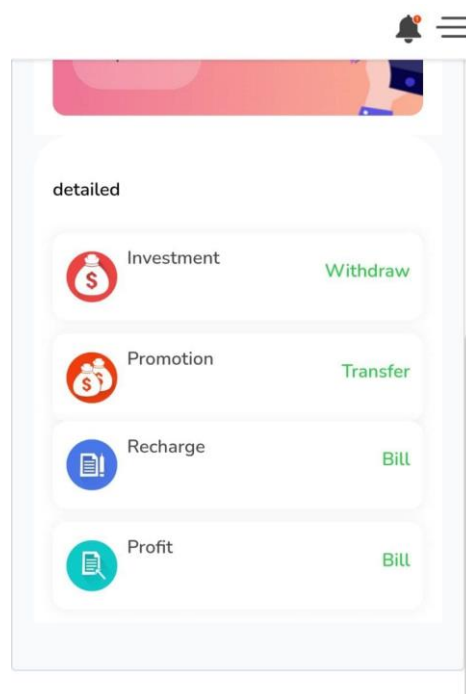 detailed
Investment
Withdraw
Promotion
Transfer
Recharge
Bill
Profit
Bill